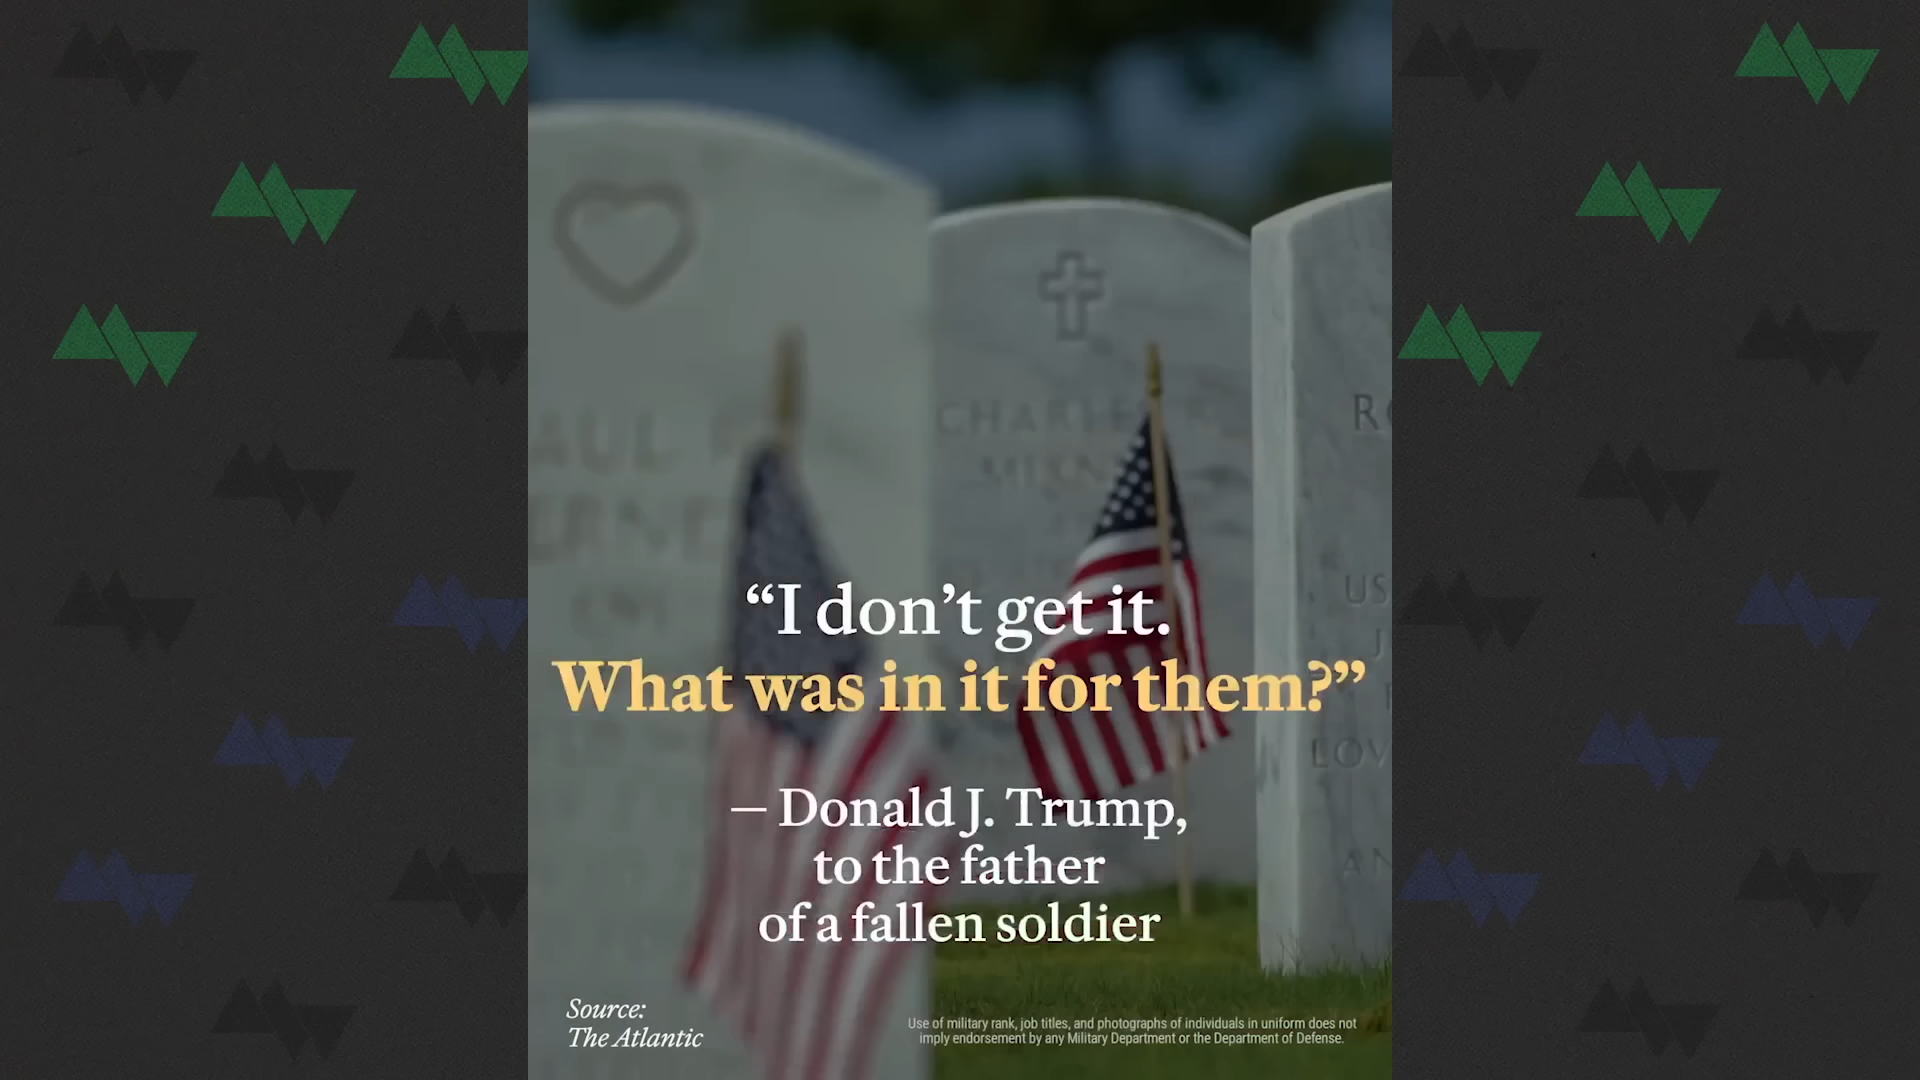 CHARLES
“I don’t get it.
What was in it for them?”
– Donald J. Trump,
to the father
of a fallen soldier
Source:
The Atlantic
Use of military rank, job titles, and photographs of individuals in uniform does not
imply endorsement by any Military Department or the Department of Defense.